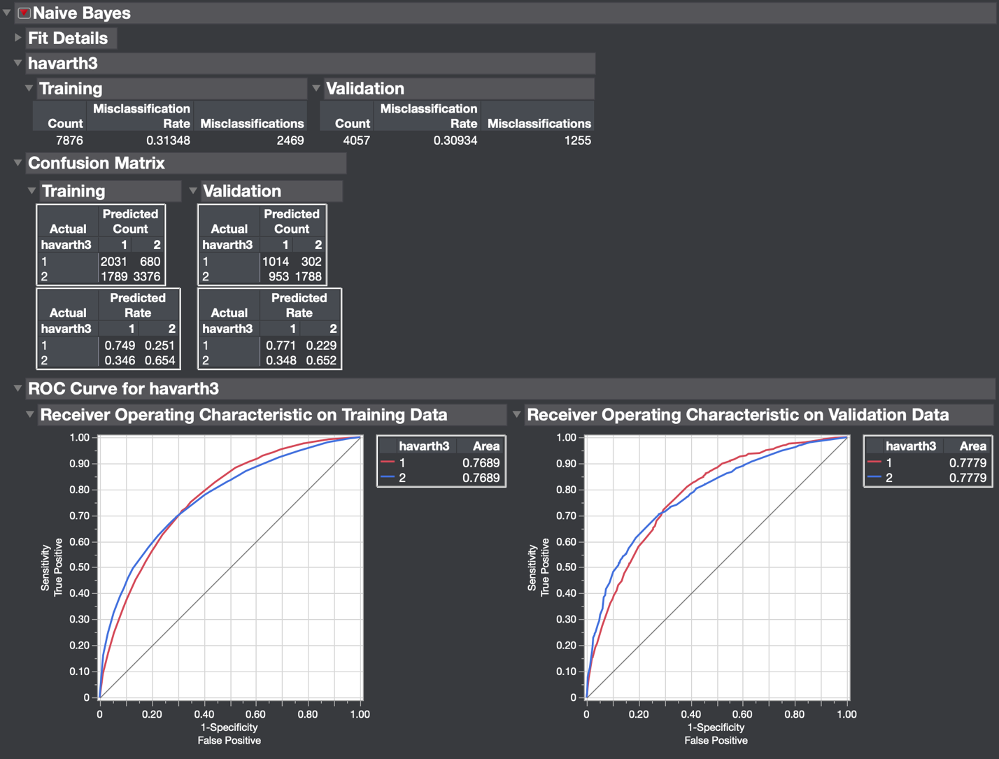 Naive Bayes
Fit Details
havarth3
Training
Count Misclassification Rate Misclassifications
7876 0.31348 2469
Validation
Count Misclassification Rate Misclassifications
4057 0.30934 1255
Confusion Matrix
Training
Actual Predicted Count
havarth3 1 2
1 2031 680
2 1789 3376
Actual Predicted Rate
havarth3 1 2
1 0.749 0.251
2 0.346 0.654
Validation
Actual Predicted Count
havarth3 1 2
1 1014 302
2 953 1788
Actual Predicted Rate
havarth3 1 2
1 0.771 0.229
2 0.348 0.652
ROC Curve for havarth3
Receiver Operating Characteristic on Training Data
1.00
0.90
0.80
0.70
0.60
0.50
0.40
0.30
0.20
0.10
0
Sensitivity
True Positive
0 0.20 0.40 0.60 0.80 1.00
1-Specificity
False Positive
havarth3 Area
1 0.7689
2 0.7689
Receiver Operating Characteristic on Validation Data
1.00
0.90
0.80
0.70
0.60
0.50
0.40
0.30
0.20
0.10
0
Sensitivity
True Positive
0 0.20 0.40 0.60 0.80 1.00
1-Specificity
False Positive
havarth3 Area
1 0.7779
2 0.7779